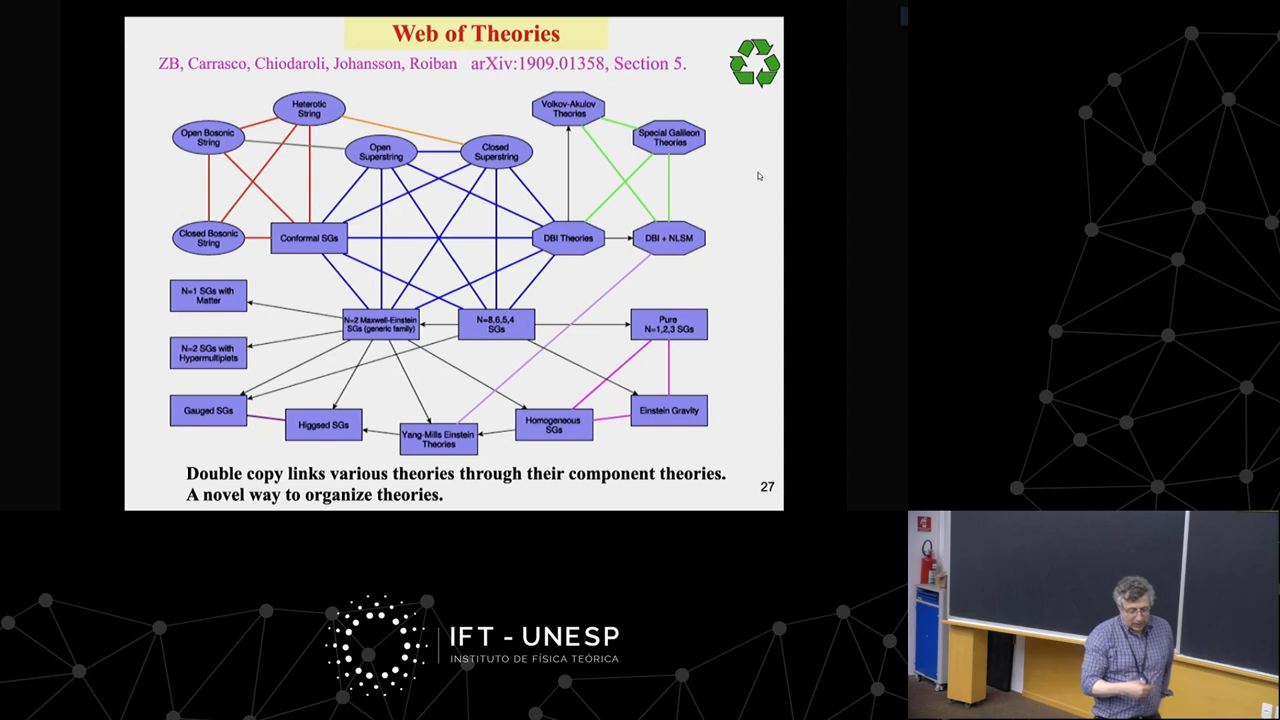 Web of Theories
ZB, Carrasco, Chiodaroli, Johansson, Roiban   arXiv:1909.01358, Section 5.
Heterotic
String
Open Bosonic
String
Open
Superstring
Closed
Superstring
Volkov-Akulov
Theories
Special Galileon
Theories
Closed Bosonic
String
Conformal SGs
DBI Theories
DBI + NLSM
N=1 SGs with
Matter
N=2 Maxwell-Einstein
SGs (generic family)
N=8,6,5,4
SGs
Pure
N=1,2,3 SGs
N=2 SGs with
Hypermultiplets
Gauged SGs
Higgsed SGs
Yang-Mills Einstein
Theories
Homogeneous
SGs
Einstein Gravity
Double copy links various theories through their component theories.
A novel way to organize theories.
27
IFT - UNESP
INSTITUTO DE FÍSICA TEÓRICA